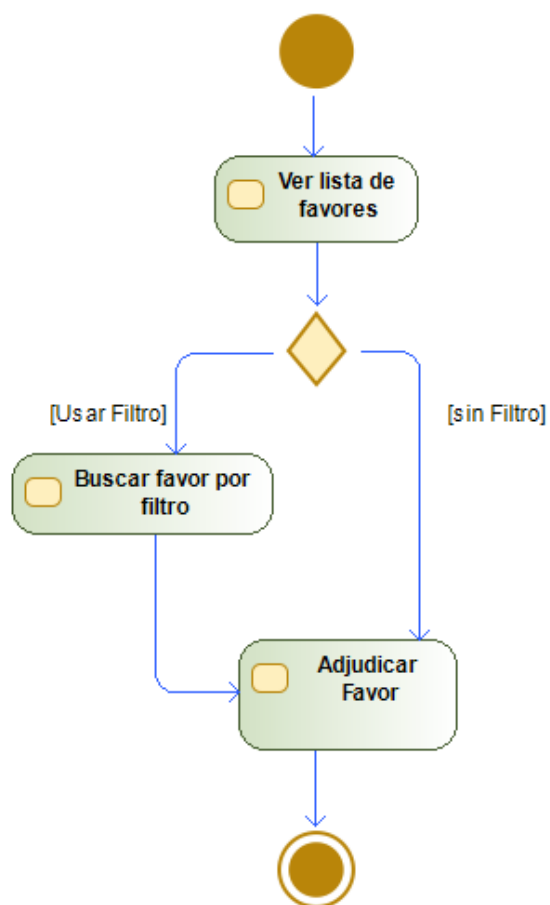 Ver lista de
favores
[Usar Filtro]
[sin Filtro]
Buscar favor por
filtro
Adjudicar
Favor